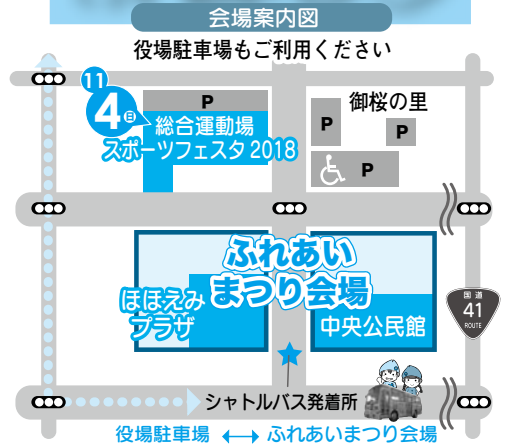 会場案内図
役場駐車場もご利用ください
11
4日
P
総合運動場
スポーツフェスタ2018
御桜の里
P
P
P
ふれあい
まつり会場
ほほえみ
プラザ
中央公民館
国道
41
ROUTE
シャトルバス発着所
役場駐車場 ⟷ ふれあいまつり会場